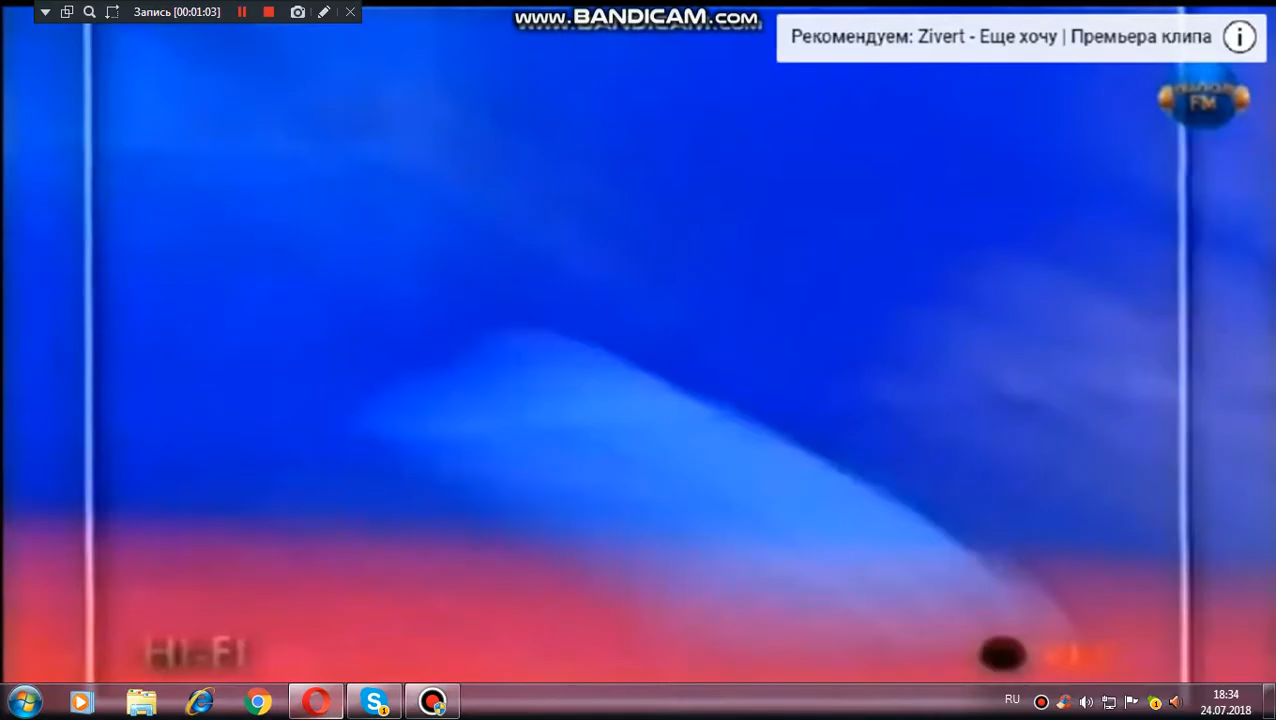 Запись [00:01:03]
www.BANDICAM.com
Рекомендуем: Zivert - Еще хочу | Премьера клипа
FM
HI-FI
RU
18:34
24.07.2018